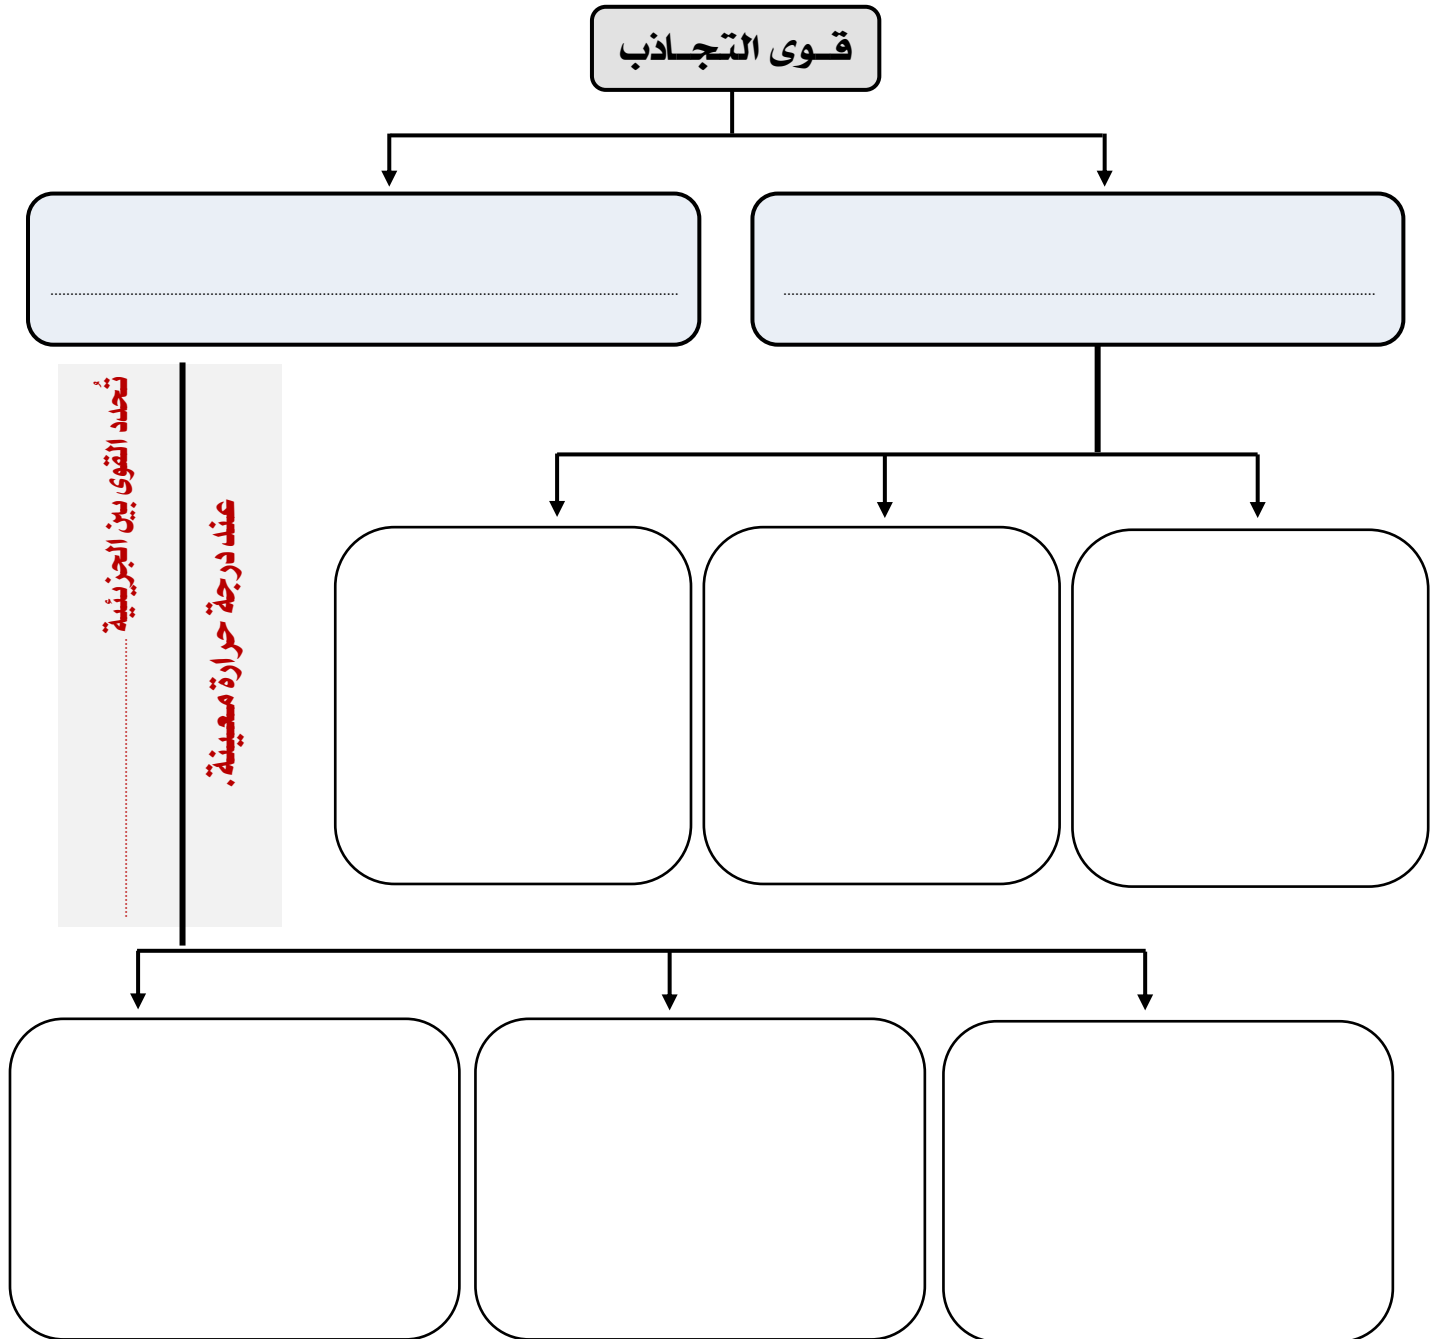 قــوى التجــاذب
تُحدد القوى بين الجزيئية
عند درجة حرارة معينة.